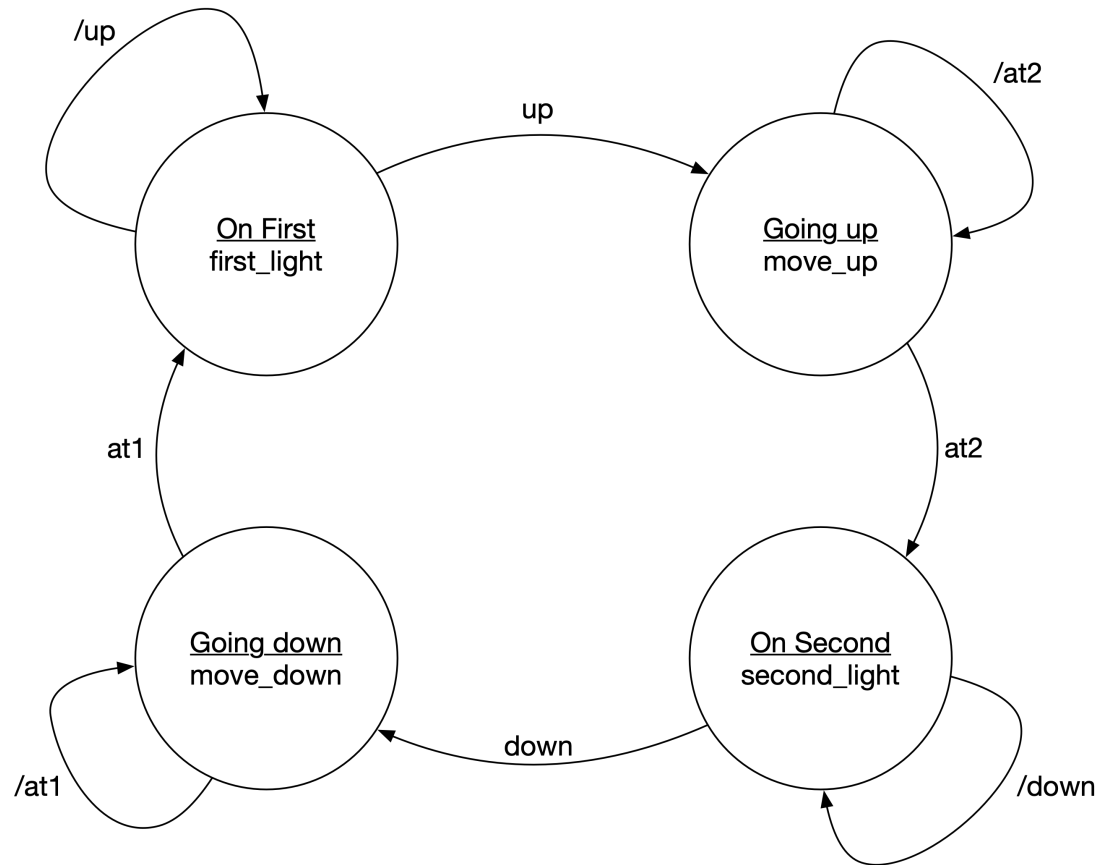 /up
up
/at2
On First
first_light
Going up
move_up
at1
at2
Going down
move_down
On Second
second_light
down
/at1
/down